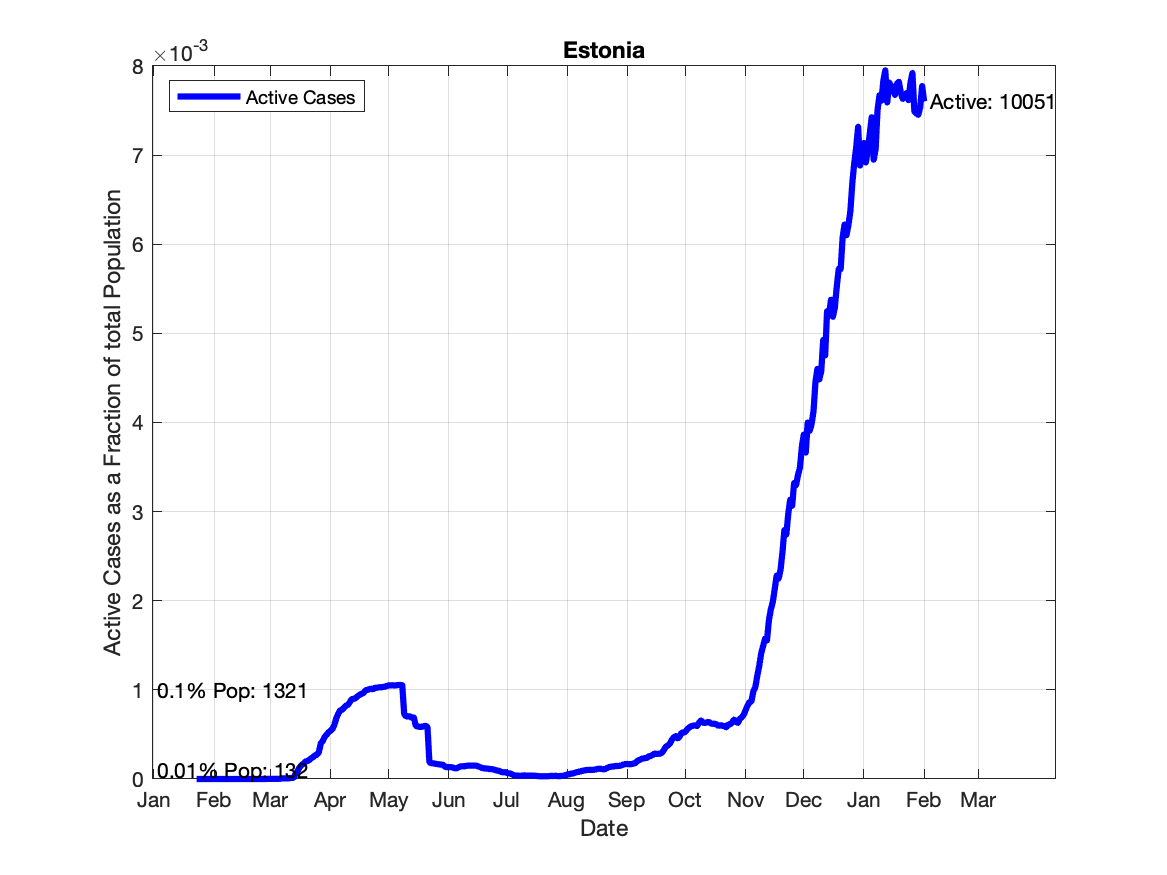 Estonia
×10-3
Active Cases
Active: 10051
8
7
6
5
4
3
2
1
0
0.1% Pop: 1321
0.01% Pop: 132
Active Cases as a Fraction of total Population
Jan Feb Mar Apr May Jun Jul Aug Sep Oct Nov Dec Jan Feb Mar
Date